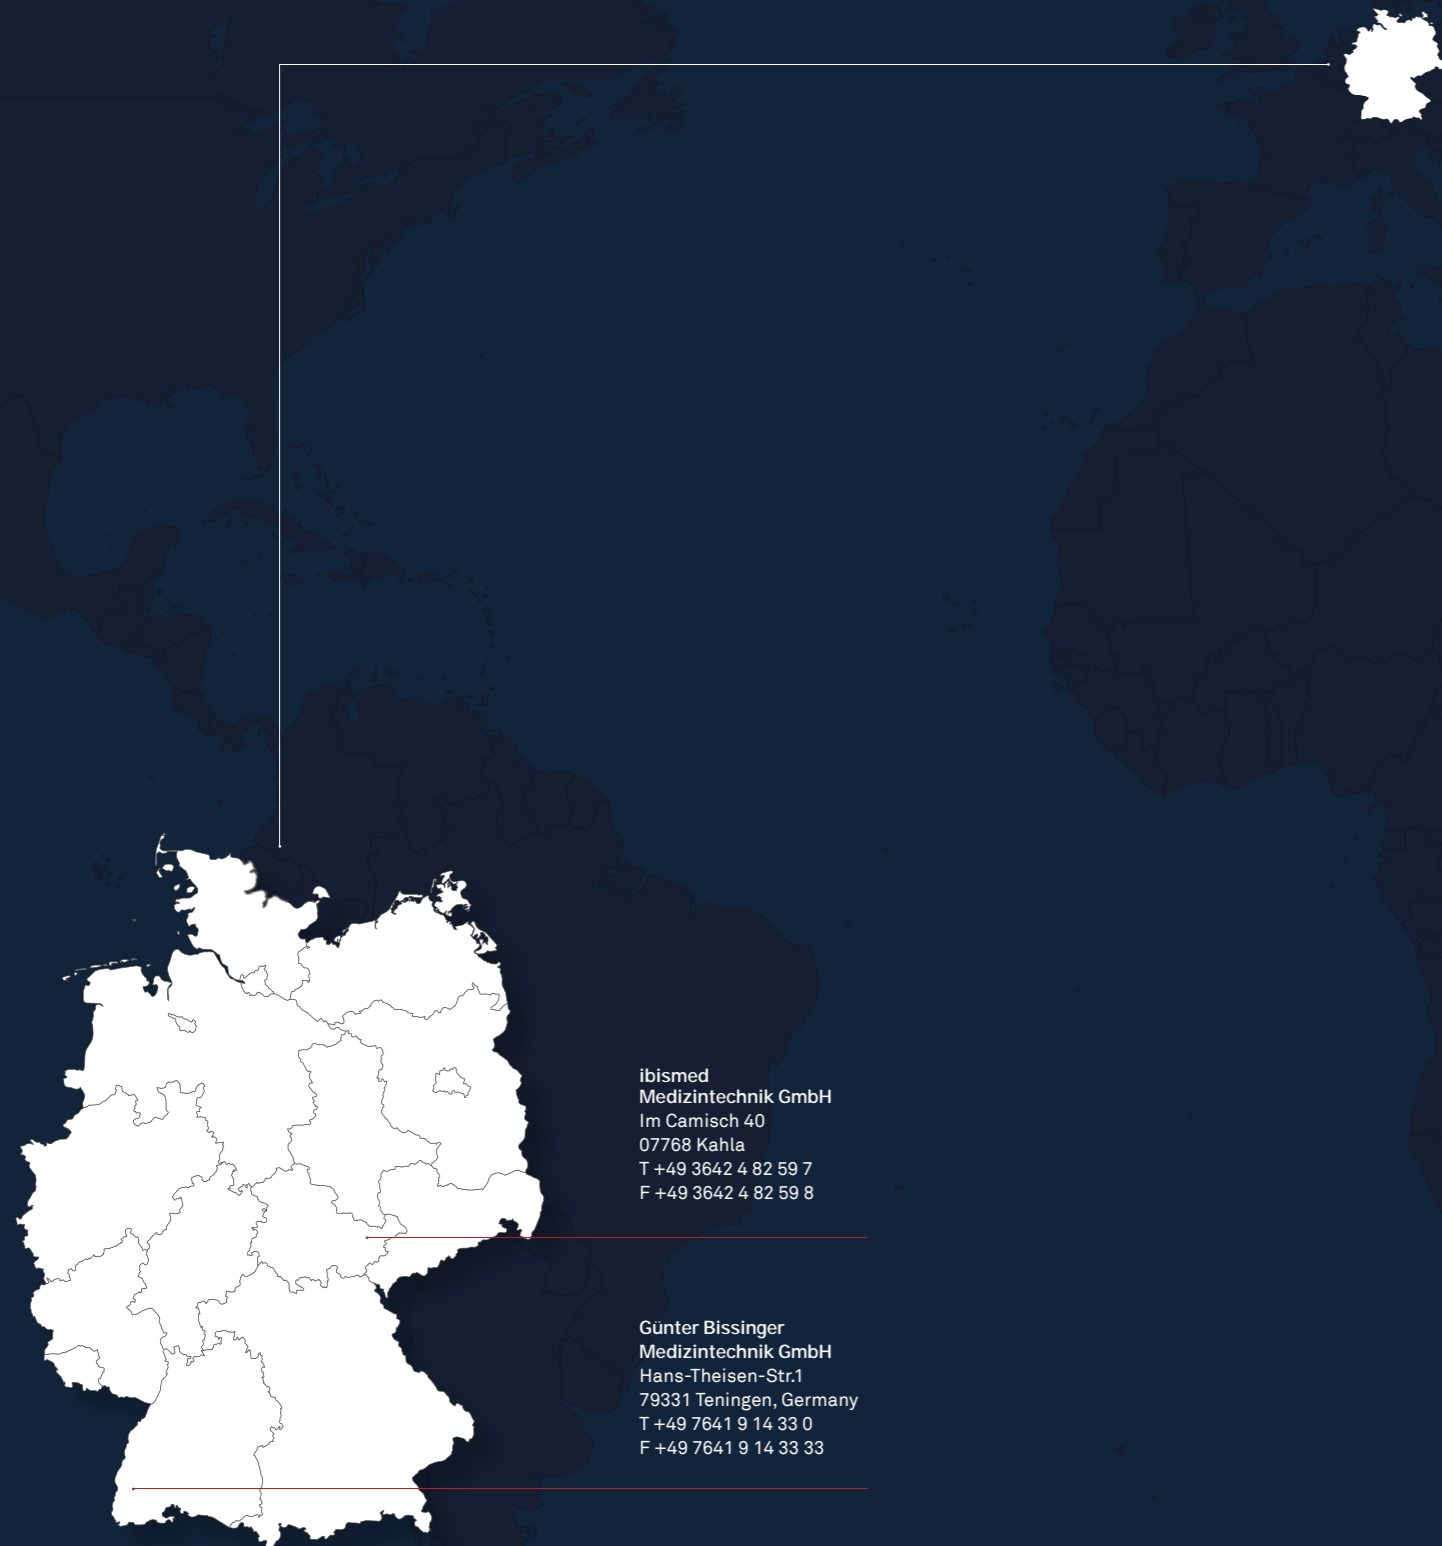 ibismed
Medizintechnik GmbH
Im Camisch 40
07768 Kahla
T +49 3642 4 82 59 7
F +49 3642 4 82 59 8
Günter Bissinger
Medizintechnik GmbH
Hans-Theisen-Str.1
79331 Teningen, Germany
T +49 7641 9 14 33 0
F +49 7641 9 14 33 33